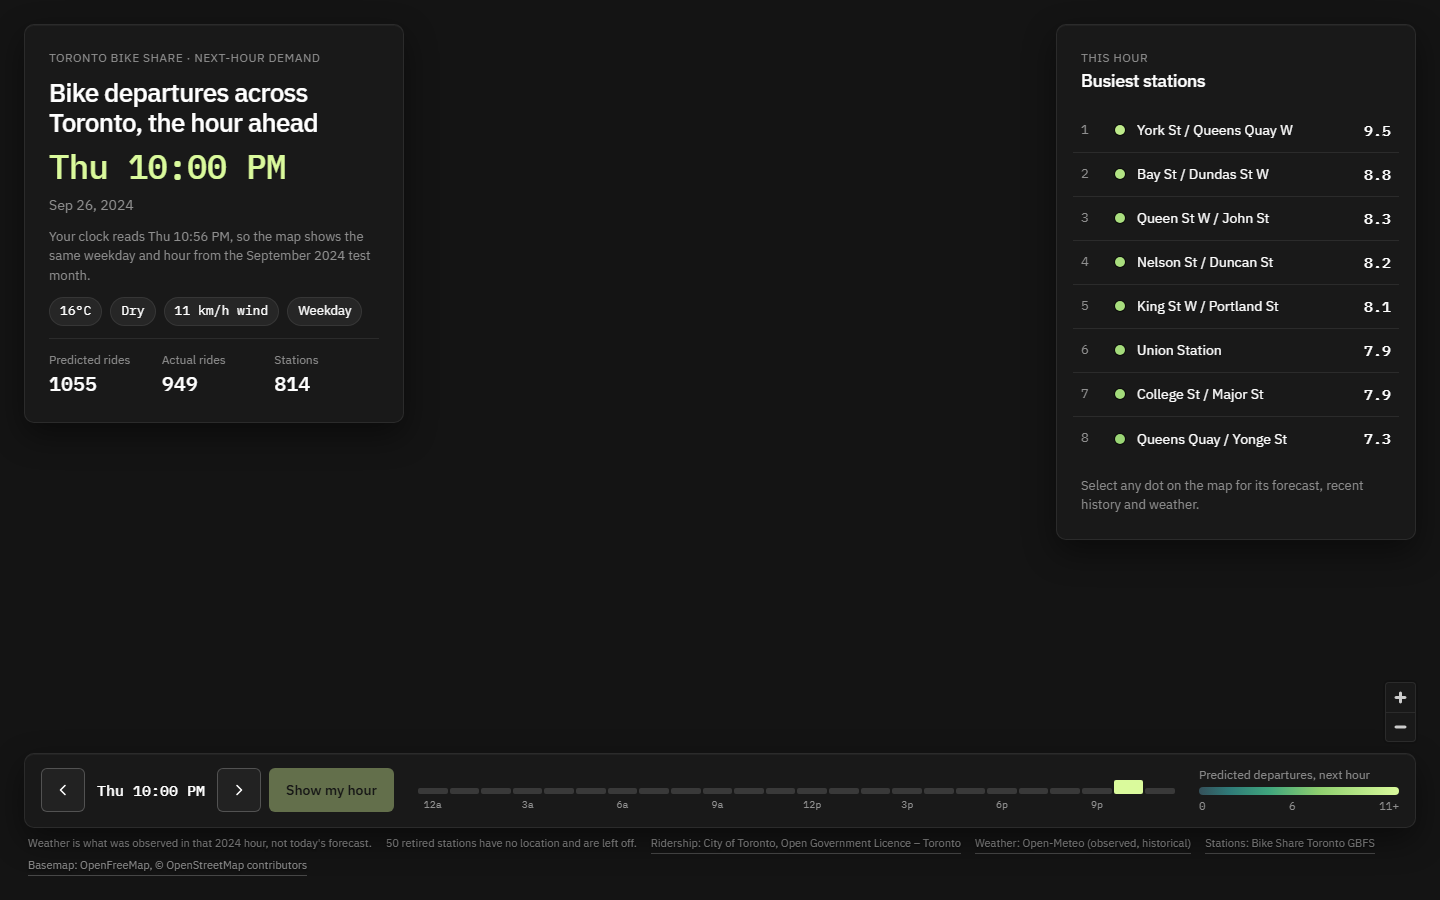 TORONTO BIKE SHARE · NEXT-HOUR DEMAND
Bike departures across
Toronto, the hour ahead
Thu 10:00 PM
Sep 26, 2024
Your clock reads Thu 10:56 PM, so the map shows the
same weekday and hour from the September 2024 test
month.
16°C
Dry
11 km/h wind
Weekday
Predicted rides
1055
Actual rides
949
Stations
814
THIS HOUR
Busiest stations
1 York St / Queens Quay W 9.5
2 Bay St / Dundas St W 8.8
3 Queen St W / John St 8.3
4 Nelson St / Duncan St 8.2
5 King St W / Portland St 8.1
6 Union Station 7.9
7 College St / Major St 7.9
8 Queens Quay / Yonge St 7.3
Select any dot on the map for its forecast, recent
history and weather.
Thu 10:00 PM
Show my hour
12a 3a 6a 9a 12p 3p 6p 9p
Predicted departures, next hour
0 6 11+
Weather is what was observed in that 2024 hour, not today's forecast. 50 retired stations have no location and are left off. Ridership: City of Toronto, Open Government Licence – Toronto Weather: Open-Meteo (observed, historical) Stations: Bike Share Toronto GBFS
Basemap: OpenFreeMap, © OpenStreetMap contributors